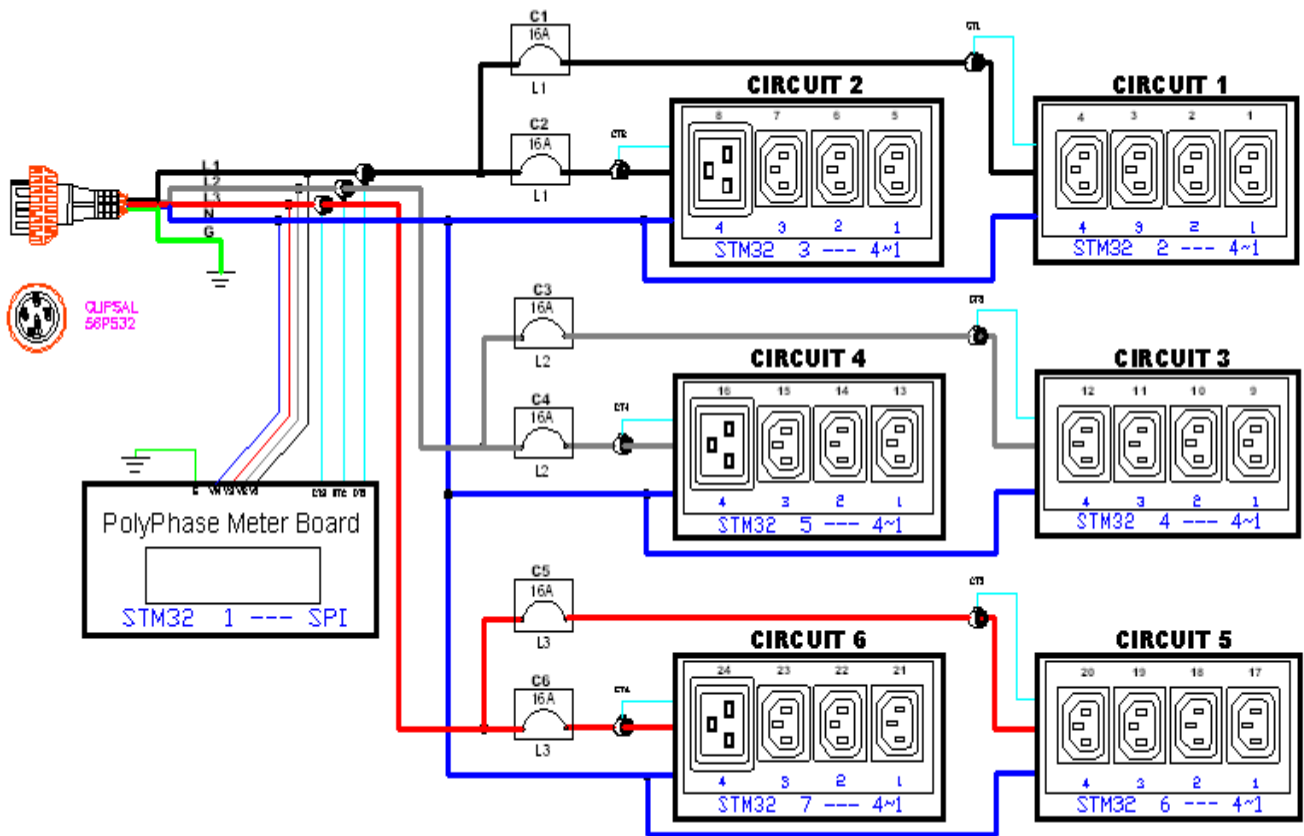 C1
16A
L1
CIRCUIT 2
CIRCUIT 1
8 7 6 5
4 3 2 1
C2
16A
L1
4 3 2 1
STM32 3 --- 4~1
4 3 2 1
STM32 2 --- 4~1
L1
L2
L3
N
G
CLIPSAL
56P532
C3
16A
L2
CIRCUIT 4
CIRCUIT 3
16 15 14 13
12 11 10 9
C4
16A
L2
4 3 2 1
STM32 5 --- 4~1
4 3 2 1
STM32 4 --- 4~1
PolyPhase Meter Board
STM32 1 --- SPI
C5
16A
L3
CIRCUIT 6
CIRCUIT 5
24 23 22 21
20 19 18 17
C6
16A
L3
4 3 2 1
STM32 7 --- 4~1
4 3 2 1
STM32 6 --- 4~1